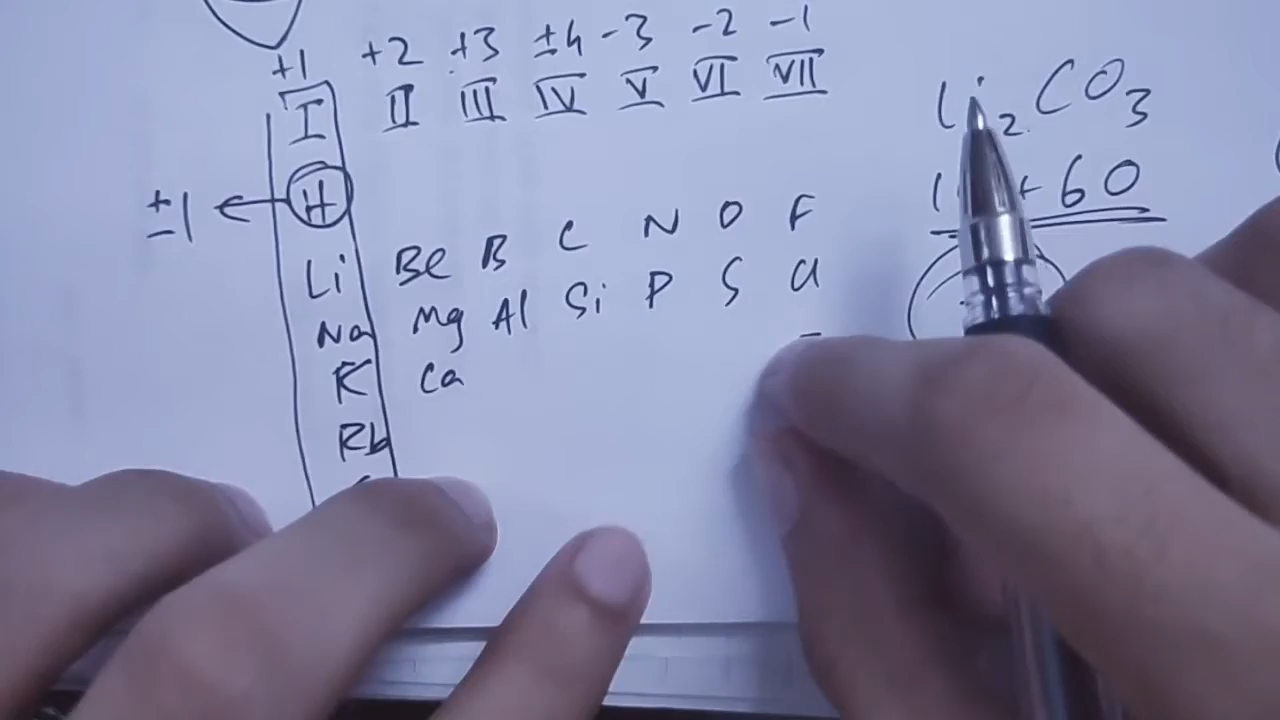 +1 +2 +3 ±4 -3 -2 -1
I II III IV V VI VII
H
±1
Li Be B C N O F
Na Mg Al Si P S Cl
K Ca
Rb
Li2CO3
+ 60